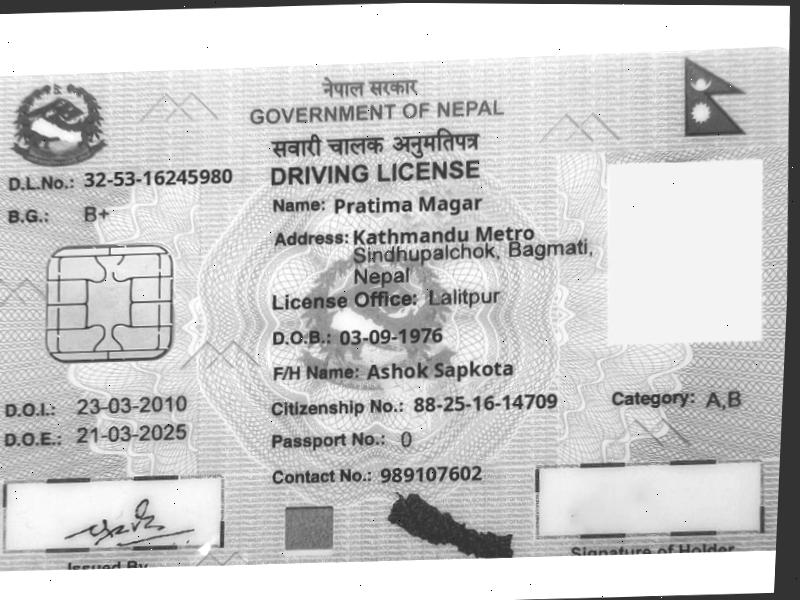 नेपाल सरकार
GOVERNMENT OF NEPAL
सवारी चालक अनुमतिपत्र
DRIVING LICENSE
D.L.No.: 32-53-16245980
B.G.: B+
Name: Pratima Magar
Address: Kathmandu Metro
Sindhupalchok, Bagmati,
Nepal
License Office: Lalitpur
D.O.B.: 03-09-1976
F/H Name: Ashok Sapkota
D.O.I.: 23-03-2010
Citizenship No.: 88-25-16-14709
Category: A,B
D.O.E.: 21-03-2025
Passport No.: 0
Contact No.: 989107602
Issued By
Signature of Holder